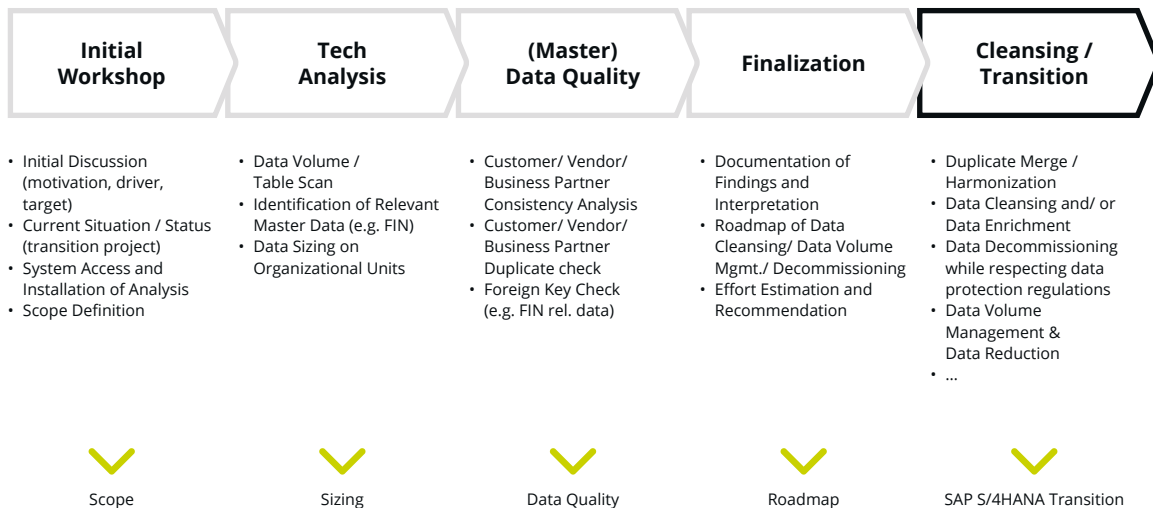 Initial
Workshop
Tech
Analysis
(Master)
Data Quality
Finalization
Cleansing /
Transition
• Initial Discussion
(motivation, driver,
target)
• Current Situation / Status
(transition project)
• System Access and
Installation of Analysis
• Scope Definition
• Data Volume /
Table Scan
• Identification of Relevant
Master Data (e.g. FIN)
• Data Sizing on
Organizational Units
• Customer/ Vendor/
Business Partner
Consistency Analysis
• Customer/ Vendor/
Business Partner
Duplicate check
• Foreign Key Check
(e.g. FIN rel. data)
• Documentation of
Findings and
Interpretation
• Roadmap of Data
Cleansing/ Data Volume
Mgmt./ Decommissioning
• Effort Estimation and
Recommendation
• Duplicate Merge /
Harmonization
• Data Cleansing and/ or
Data Enrichment
• Data Decommissioning
while respecting data
protection regulations
• Data Volume
Management &
Data Reduction
• ...
Scope
Sizing
Data Quality
Roadmap
SAP S/4HANA Transition